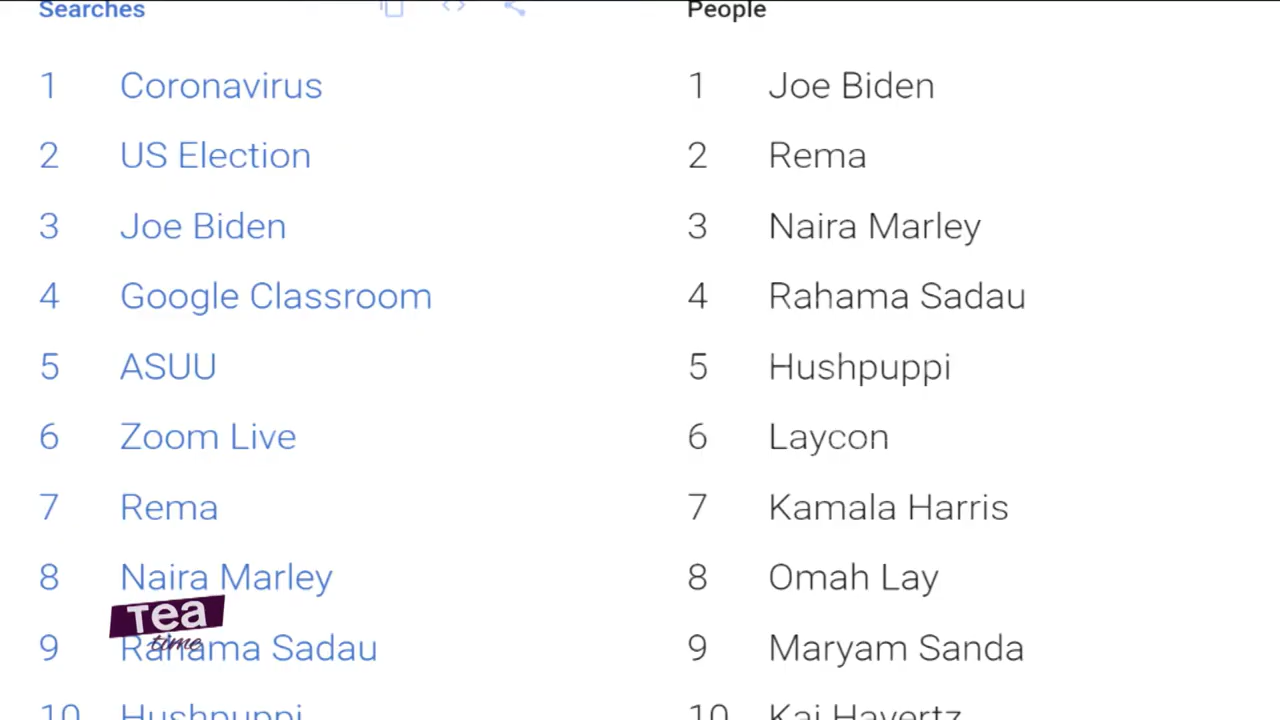 Searches
1 Coronavirus
2 US Election
3 Joe Biden
4 Google Classroom
5 ASUU
6 Zoom Live
7 Rema
8 Naira Marley
9 Rahama Sadau
10 Hushpuppi
Tea
time
People
1 Joe Biden
2 Rema
3 Naira Marley
4 Rahama Sadau
5 Hushpuppi
6 Laycon
7 Kamala Harris
8 Omah Lay
9 Maryam Sanda
10 Kai Havertz